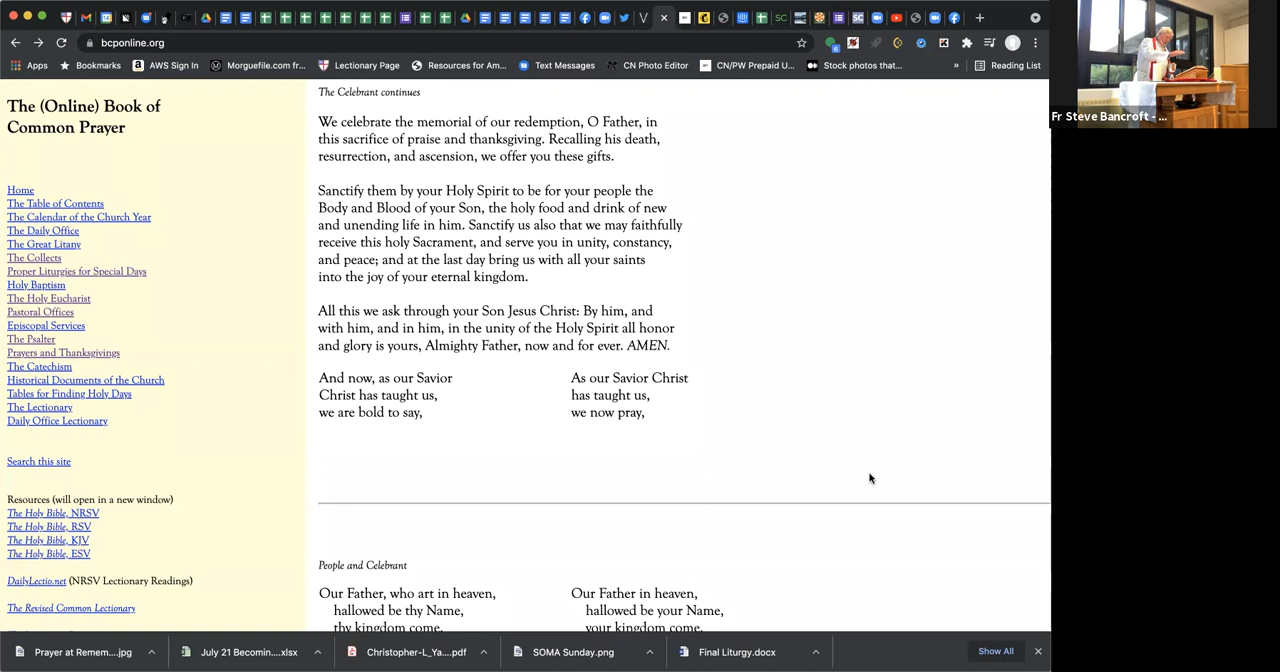 bcponline.org
Apps
Bookmarks
AWS Sign In
Morguefile.com fr...
Lectionary Page
Resources for Am...
Text Messages
CN Photo Editor
CN/PW Prepaid U...
Stock photos that...
»
Reading List
Fr Steve Bancroft - ...
The (Online) Book of
Common Prayer
Home
The Table of Contents
The Calendar of the Church Year
The Daily Office
The Great Litany
The Collects
Proper Liturgies for Special Days
Holy Baptism
The Holy Eucharist
Pastoral Offices
Episcopal Services
The Psalter
Prayers and Thanksgivings
The Catechism
Historical Documents of the Church
Tables for Finding Holy Days
The Lectionary
Daily Office Lectionary
Search this site
Resources (will open in a new window)
The Holy Bible, NRSV
The Holy Bible, RSV
The Holy Bible, KJV
The Holy Bible, ESV
DailyLectio.net (NRSV Lectionary Readings)
The Revised Common Lectionary
The Celebrant continues
We celebrate the memorial of our redemption, O Father, in
this sacrifice of praise and thanksgiving. Recalling his death,
resurrection, and ascension, we offer you these gifts.
Sanctify them by your Holy Spirit to be for your people the
Body and Blood of your Son, the holy food and drink of new
and unending life in him. Sanctify us also that we may faithfully
receive this holy Sacrament, and serve you in unity, constancy,
and peace; and at the last day bring us with all your saints
into the joy of your eternal kingdom.
All this we ask through your Son Jesus Christ: By him, and
with him, and in him, in the unity of the Holy Spirit all honor
and glory is yours, Almighty Father, now and for ever. AMEN.
And now, as our Savior
Christ has taught us,
we are bold to say,
As our Savior Christ
has taught us,
we now pray,
People and Celebrant
Our Father, who art in heaven,
hallowed be thy Name,
thy kingdom come,
Our Father in heaven,
hallowed be your Name,
your kingdom come,
Prayer at Remem....jpg
July 21 Becomin....xlsx
Christopher-L_Ya....pdf
SOMA Sunday.png
Final Liturgy.docx
Show All